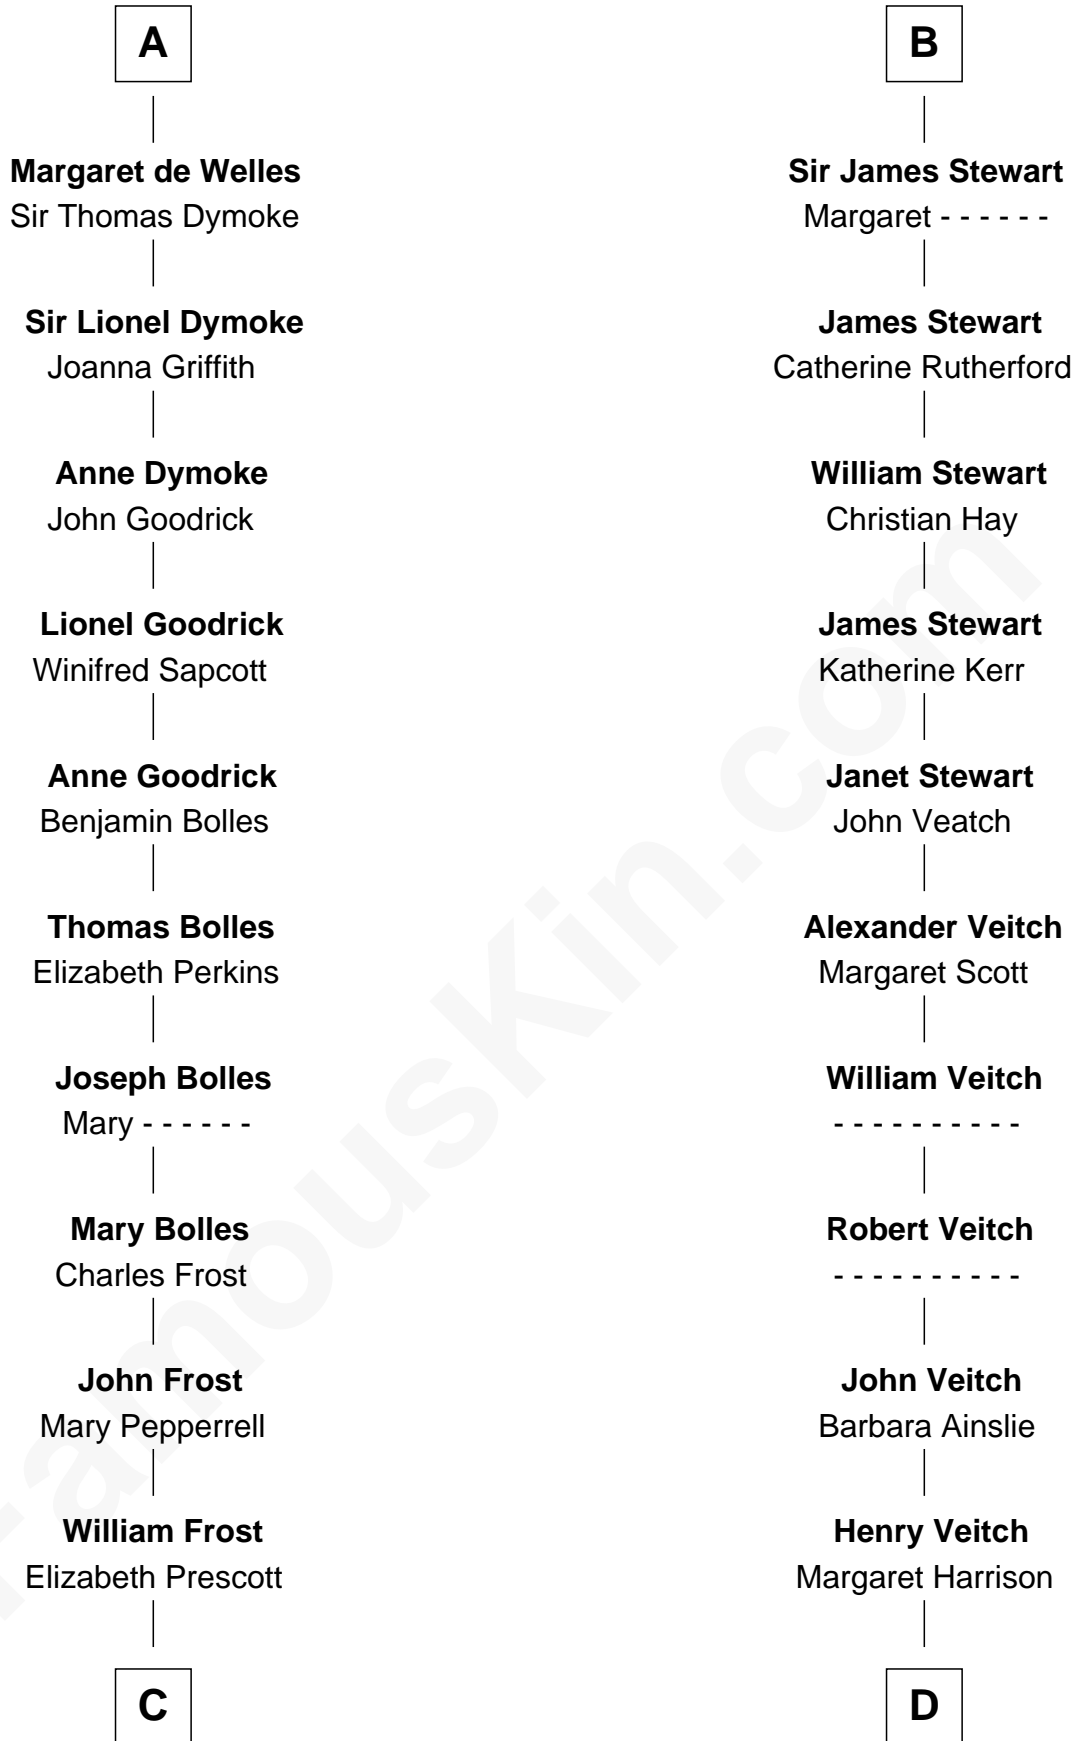 A
Margaret de Welles
Sir Thomas Dymoke
Sir Lionel Dymoke
Joanna Griffith
Anne Dymoke
John Goodrick
Lionel Goodrick
Winifred Sapcott
Anne Goodrick
Benjamin Bolles
Thomas Bolles
Elizabeth Perkins
Joseph Bolles
Mary - - - - - -
Mary Bolles
Charles Frost
John Frost
Mary Pepperrell
William Frost
Elizabeth Prescott
C
B
Sir James Stewart
Margaret - - - - - -
James Stewart
Catherine Rutherford
William Stewart
Christian Hay
James Stewart
Katherine Kerr
Janet Stewart
John Veatch
Alexander Veitch
Margaret Scott
William Veitch
- - - - - - - - - -
Robert Veitch
- - - - - - - - - -
John Veitch
Barbara Ainslie
Henry Veitch
Margaret Harrison
D
FamousKin.com